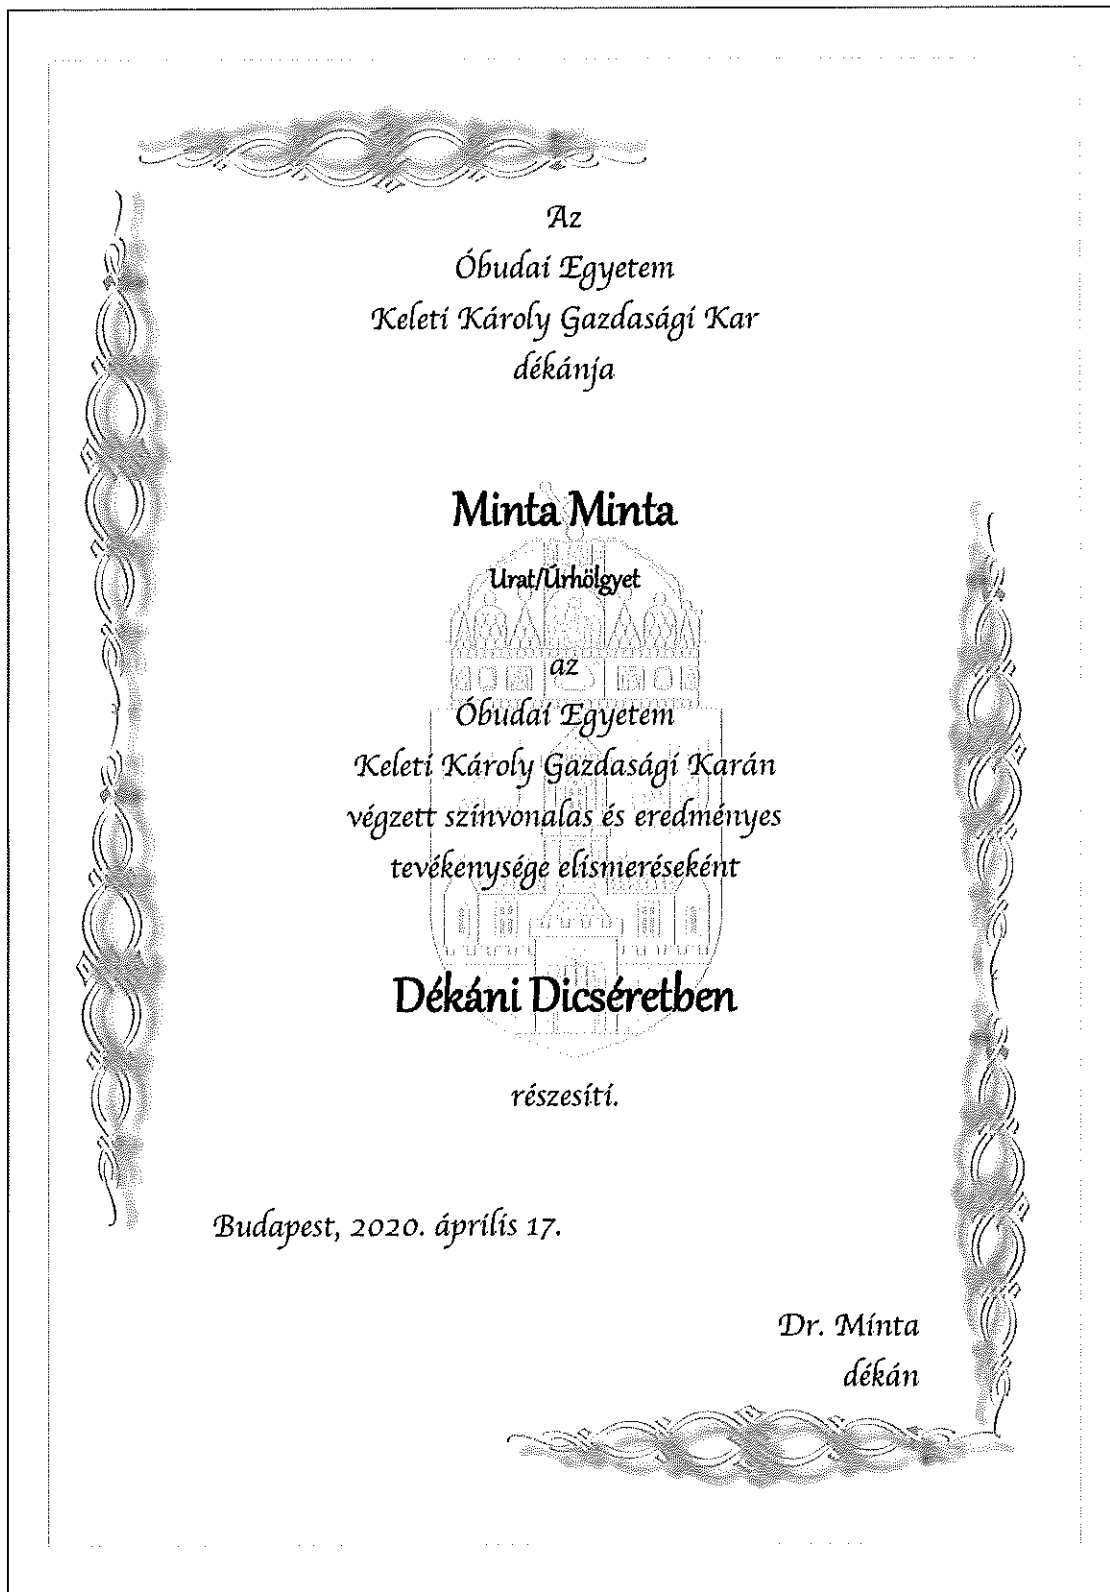 Az
Óbudai Egyetem
Keleti Károly Gazdasági Kar
dékánja
Minta Minta
Urat/Úrhölgyet
az
Óbudai Egyetem
Keleti Károly Gazdasági Karán
végzett színvonalas és eredményes
tevékenysége elismeréseként
Dékáni Dicséretben
részesíti.
Budapest, 2020. április 17.
Dr. Minta
dékán